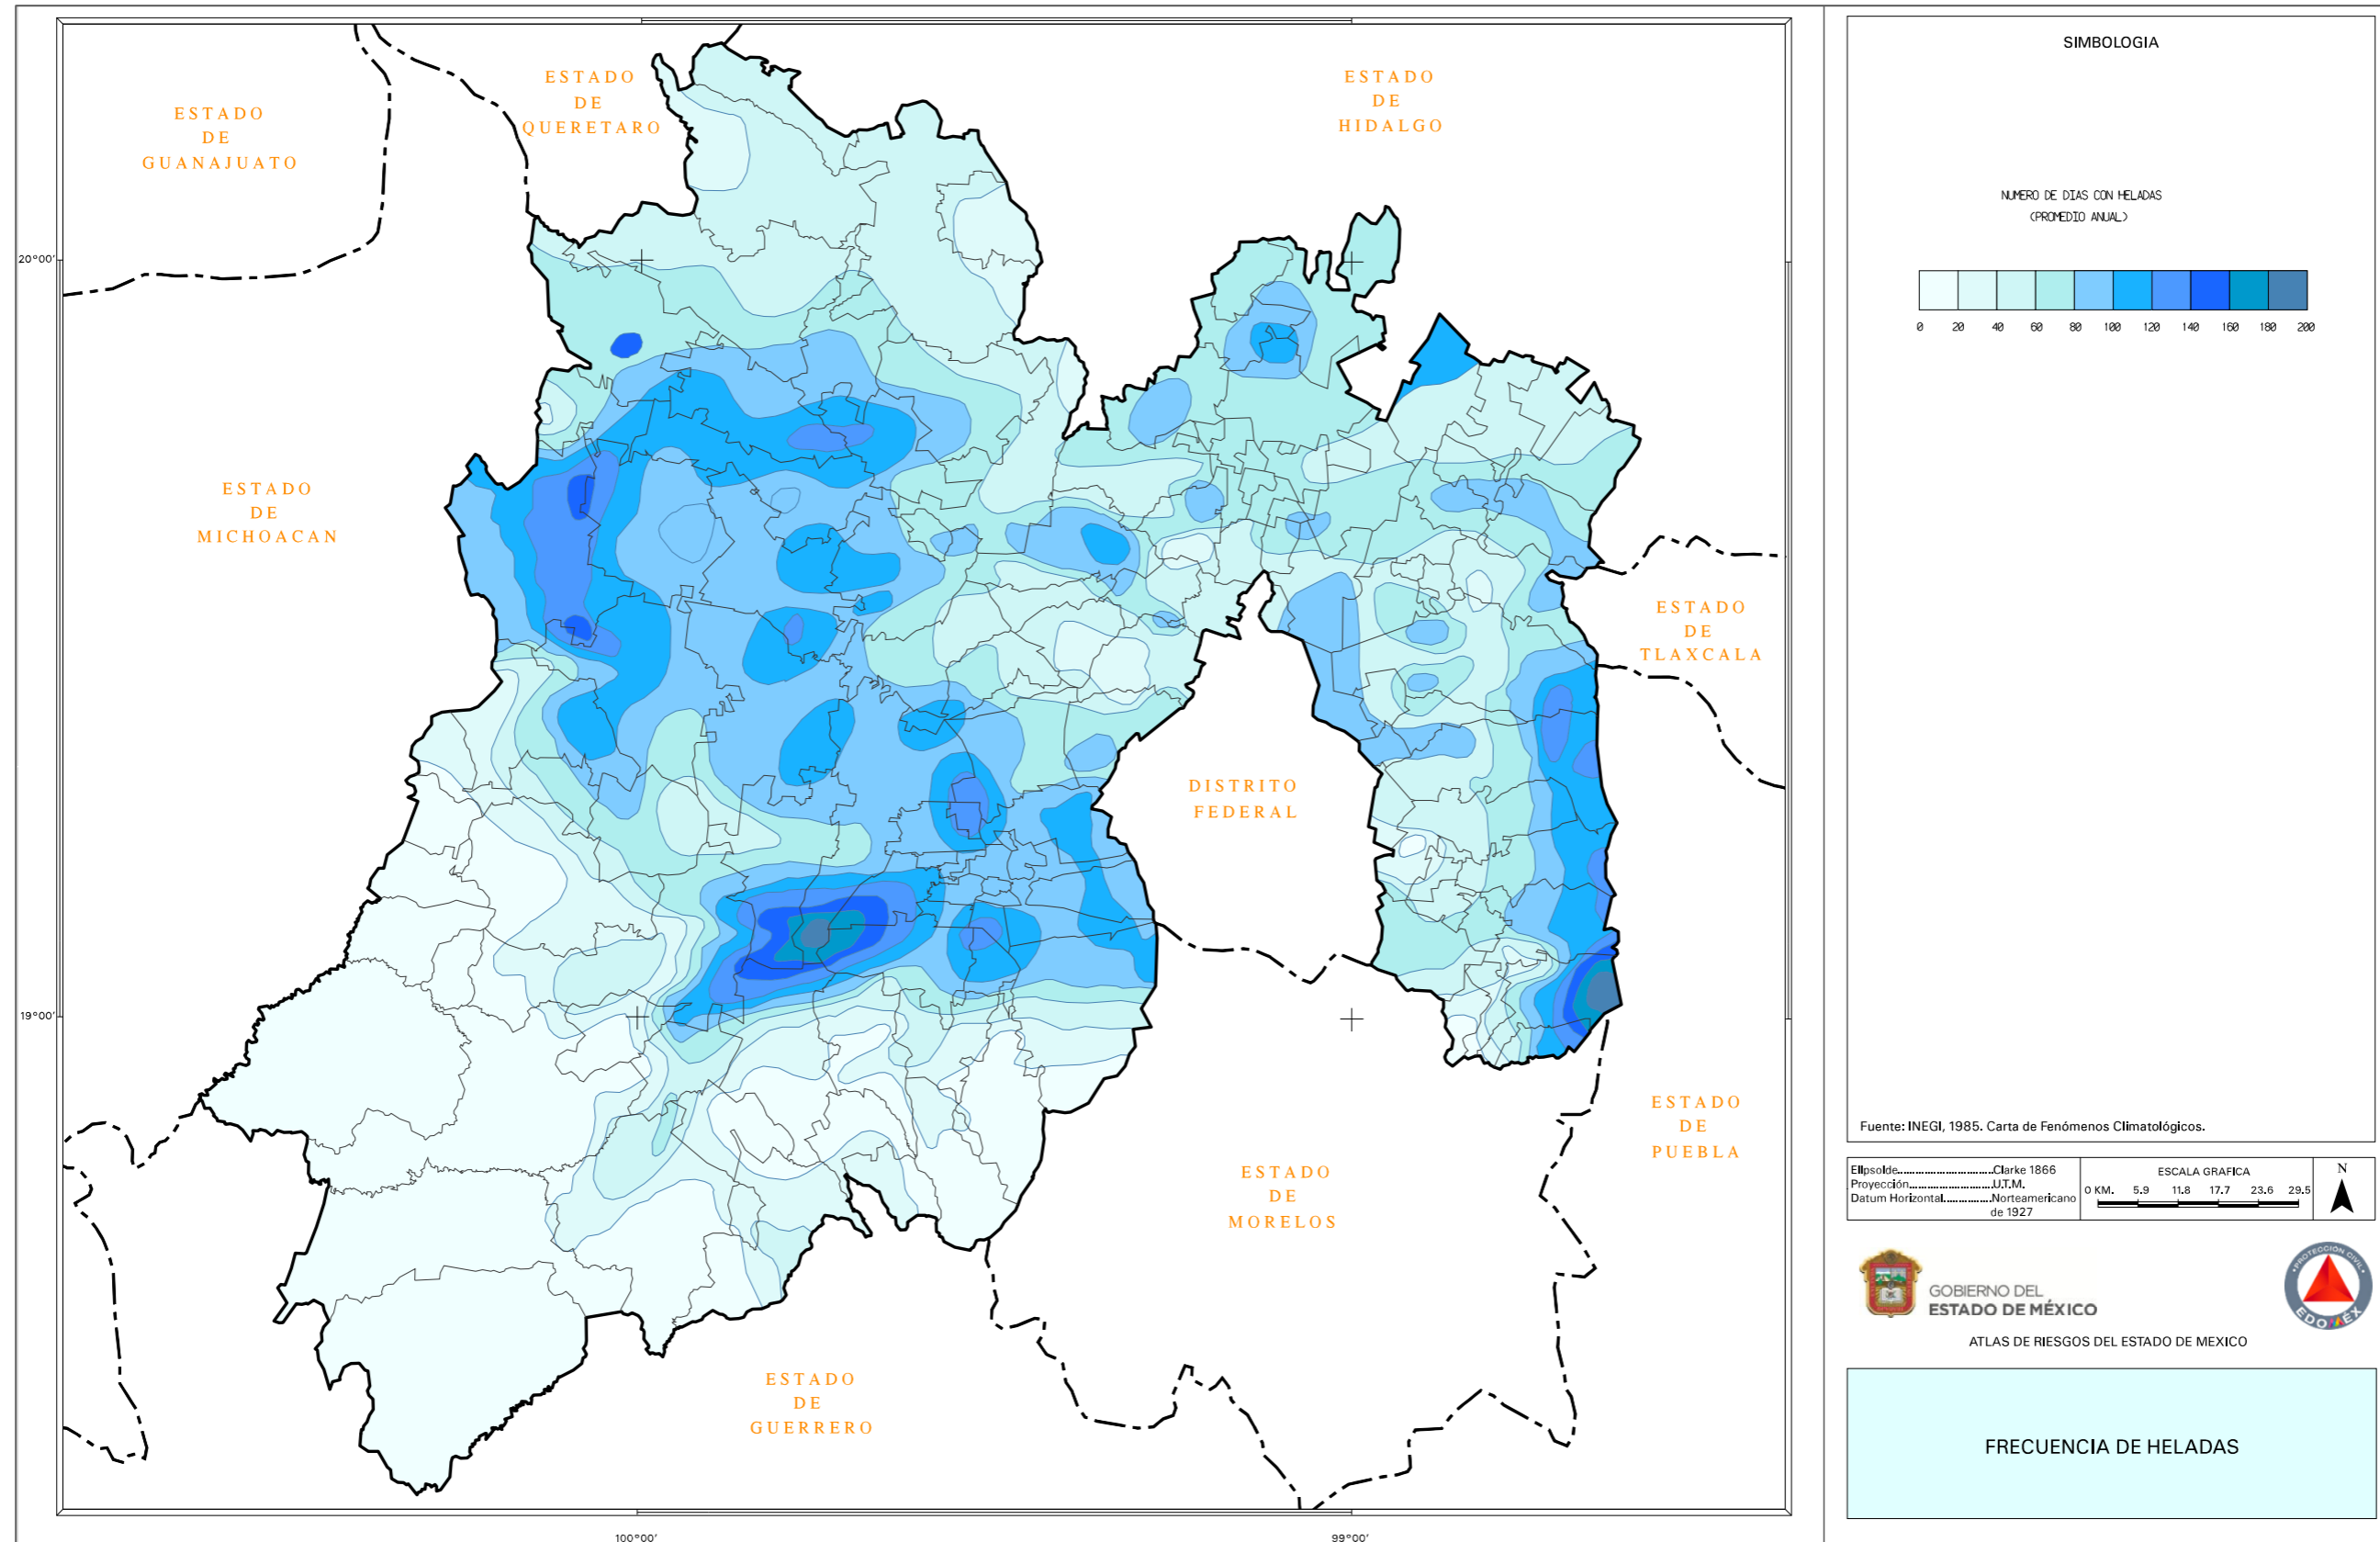 ESTADO
DE
GUANAJUATO
ESTADO
DE
QUERETARO
ESTADO
DE
HIDALGO
ESTADO
DE
MICHOACAN
ESTADO
DE
TLAXCALA
DISTRITO
FEDERAL
ESTADO
DE
PUEBLA
ESTADO
DE
MORELOS
ESTADO
DE
GUERRERO
20°00'
19°00'
100°00'
99°00'
SIMBOLOGIA
NUMERO DE DIAS CON HELADAS
(PROMEDIO ANUAL)
0 20 40 60 80 100 120 140 160 180 200
Fuente: INEGI, 1985. Carta de Fenómenos Climatológicos.
Elipsoide..............................Clarke 1866
Proyección..........................U.T.M.
Datum Horizontal...............Norteamericano
de 1927
ESCALA GRAFICA
0 KM. 5.9 11.8 17.7 23.6 29.5
N
GOBIERNO DEL
ESTADO DE MÉXICO
PROTECCIÓN CIVIL
EDOMÉX
ATLAS DE RIESGOS DEL ESTADO DE MEXICO
FRECUENCIA DE HELADAS